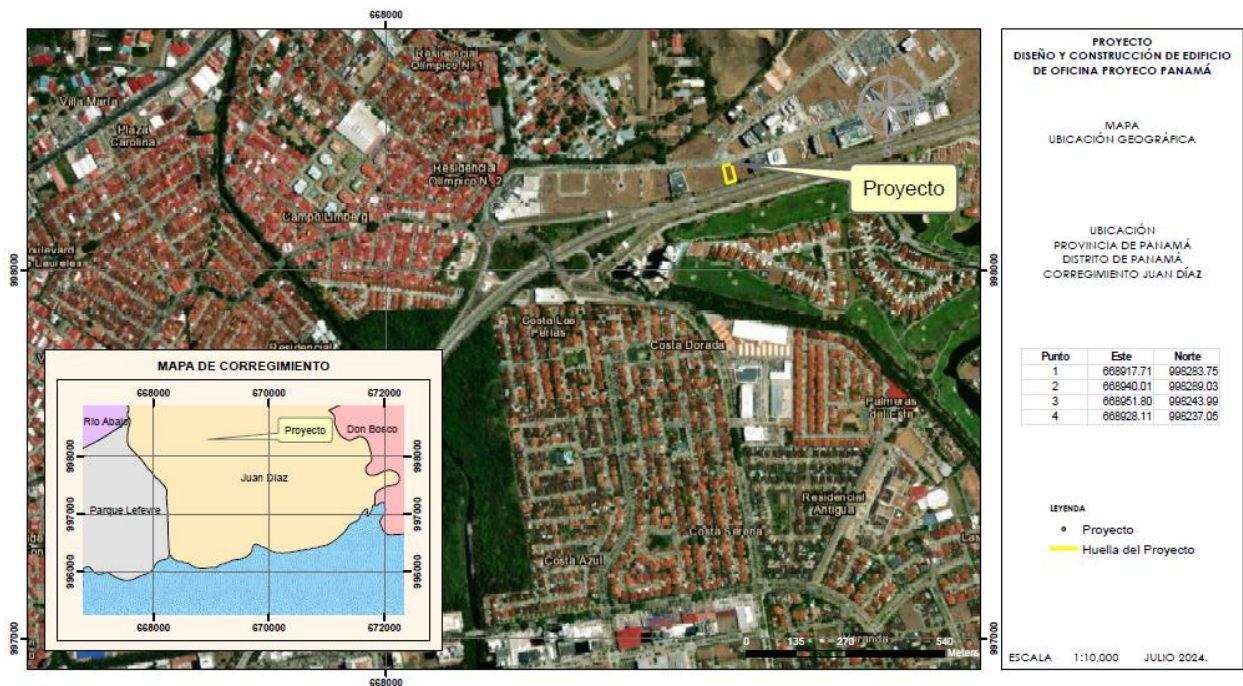 668000
Residencial
Olímpico N. 1
Villa María
Plaza
Carolina
Residencial
Olímpico N. 2
Campo Limberg
Proyecto
998000
998000
Costa Las
Perlas
Costa Dorada
Palmeras
del Este
Residencial
Antigua
Costa Serena
Costa Azul
997000
997000
0 135 270 540
Meters
668000
MAPA DE CORREGIMIENTO
668000 670000 672000
Río Abajo
Proyecto
Don Bosco
998000
998000
Juan Díaz
Parque Lefevre
997000
997000
996000
996000
668000 670000 672000
PROYECTO
DISEÑO Y CONSTRUCCIÓN DE EDIFICIO
DE OFICINA PROYECO PANAMÁ
MAPA
UBICACIÓN GEOGRÁFICA
UBICACIÓN
PROVINCIA DE PANAMÁ
DISTRITO DE PANAMÁ
CORREGIMIENTO JUAN DÍAZ
Punto Este Norte
1 668917.71 998283.75
2 668940.01 998289.03
3 668951.80 998243.99
4 668928.11 998237.05
LEYENDA
Proyecto
Huella del Proyecto
ESCALA 1:10,000 JULIO 2024.